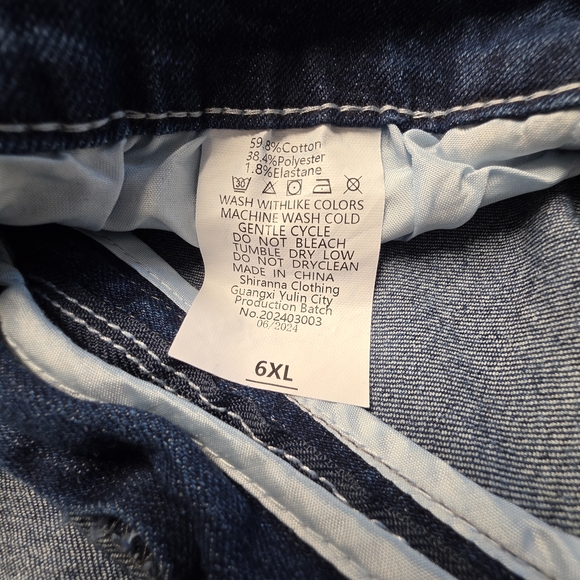 59.8%Cotton
38.4%Polyester
1.8%Elastane
30
WASH WITHLIKE COLORS
MACHINE WASH COLD
GENTLE CYCLE
DO NOT BLEACH
TUMBLE DRY LOW
DO NOT DRYCLEAN
MADE IN CHINA
Shiranna Clothing
Guangxi Yulin City
Production Batch
No.202403003
06/2024
6XL